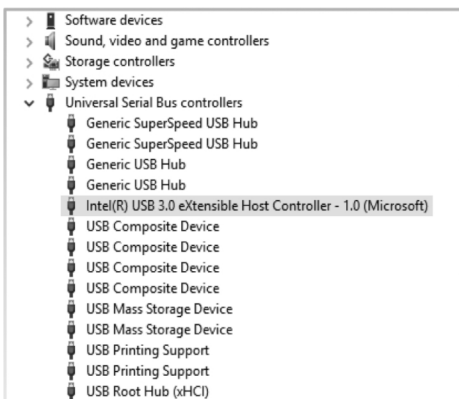 Software devices
Sound, video and game controllers
Storage controllers
System devices
Universal Serial Bus controllers
Generic SuperSpeed USB Hub
Generic SuperSpeed USB Hub
Generic USB Hub
Generic USB Hub
Intel(R) USB 3.0 eXtensible Host Controller - 1.0 (Microsoft)
USB Composite Device
USB Composite Device
USB Composite Device
USB Composite Device
USB Mass Storage Device
USB Mass Storage Device
USB Printing Support
USB Printing Support
USB Root Hub (xHCI)